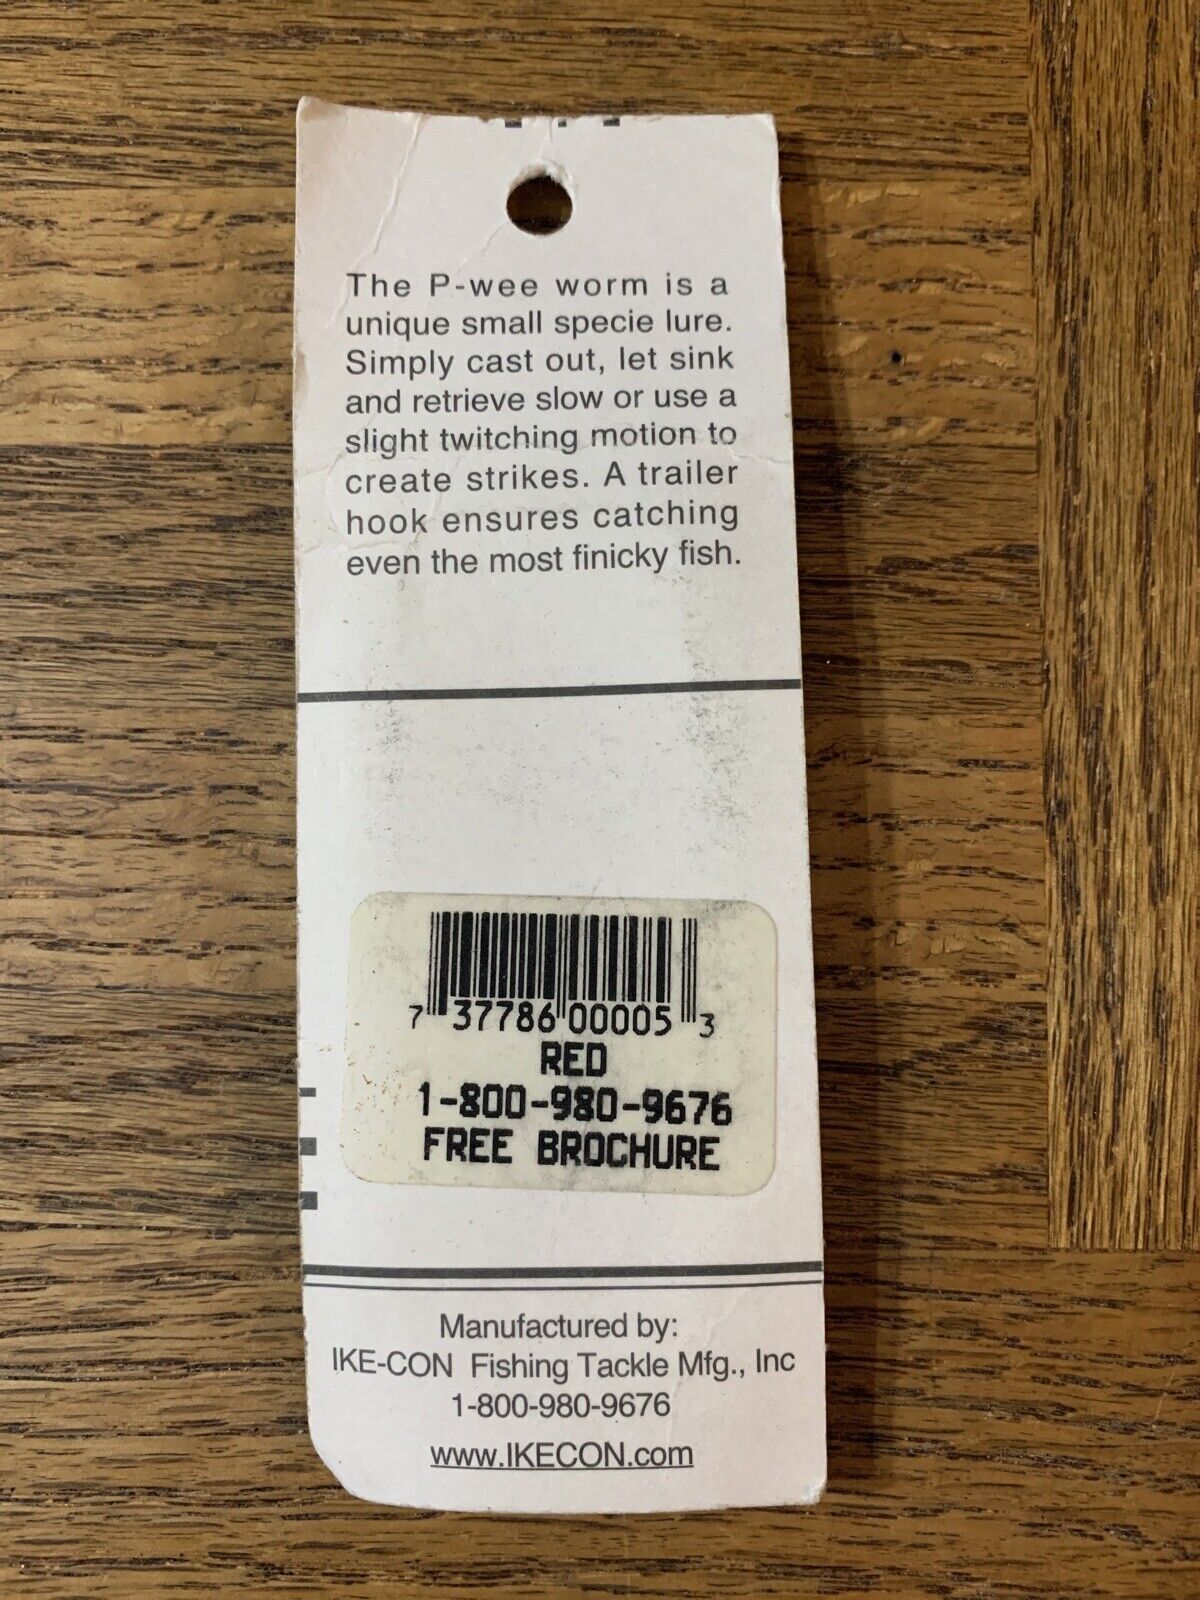 The P-wee worm is a
unique small specie lure.
Simply cast out, let sink
and retrieve slow or use a
slight twitching motion to
create strikes. A trailer
hook ensures catching
even the most finicky fish.
7 37786 00005 3
RED
1-800-980-9676
FREE BROCHURE
Manufactured by:
IKE-CON Fishing Tackle Mfg., Inc
1-800-980-9676
www.IKECON.com